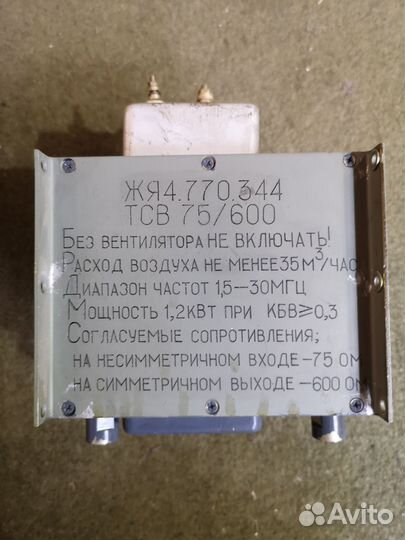 ЖЯ4.770.344
ТСВ 75/600
БЕЗ ВЕНТИЛЯТОРА НЕ ВКЛЮЧАТЬ!
РАСХОД ВОЗДУХА НЕ МЕНЕЕ 35 М³/ЧАС
ДИАПАЗОН ЧАСТОТ 1,5—30МГЦ
МОЩНОСТЬ 1,2КВТ ПРИ КБВ⩾0,3
СОГЛАСУЕМЫЕ СОПРОТИВЛЕНИЯ;
НА НЕСИММЕТРИЧНОМ ВХОДЕ –75 ОМ
НА СИММЕТРИЧНОМ ВЫХОДЕ –600 ОМ
Avito